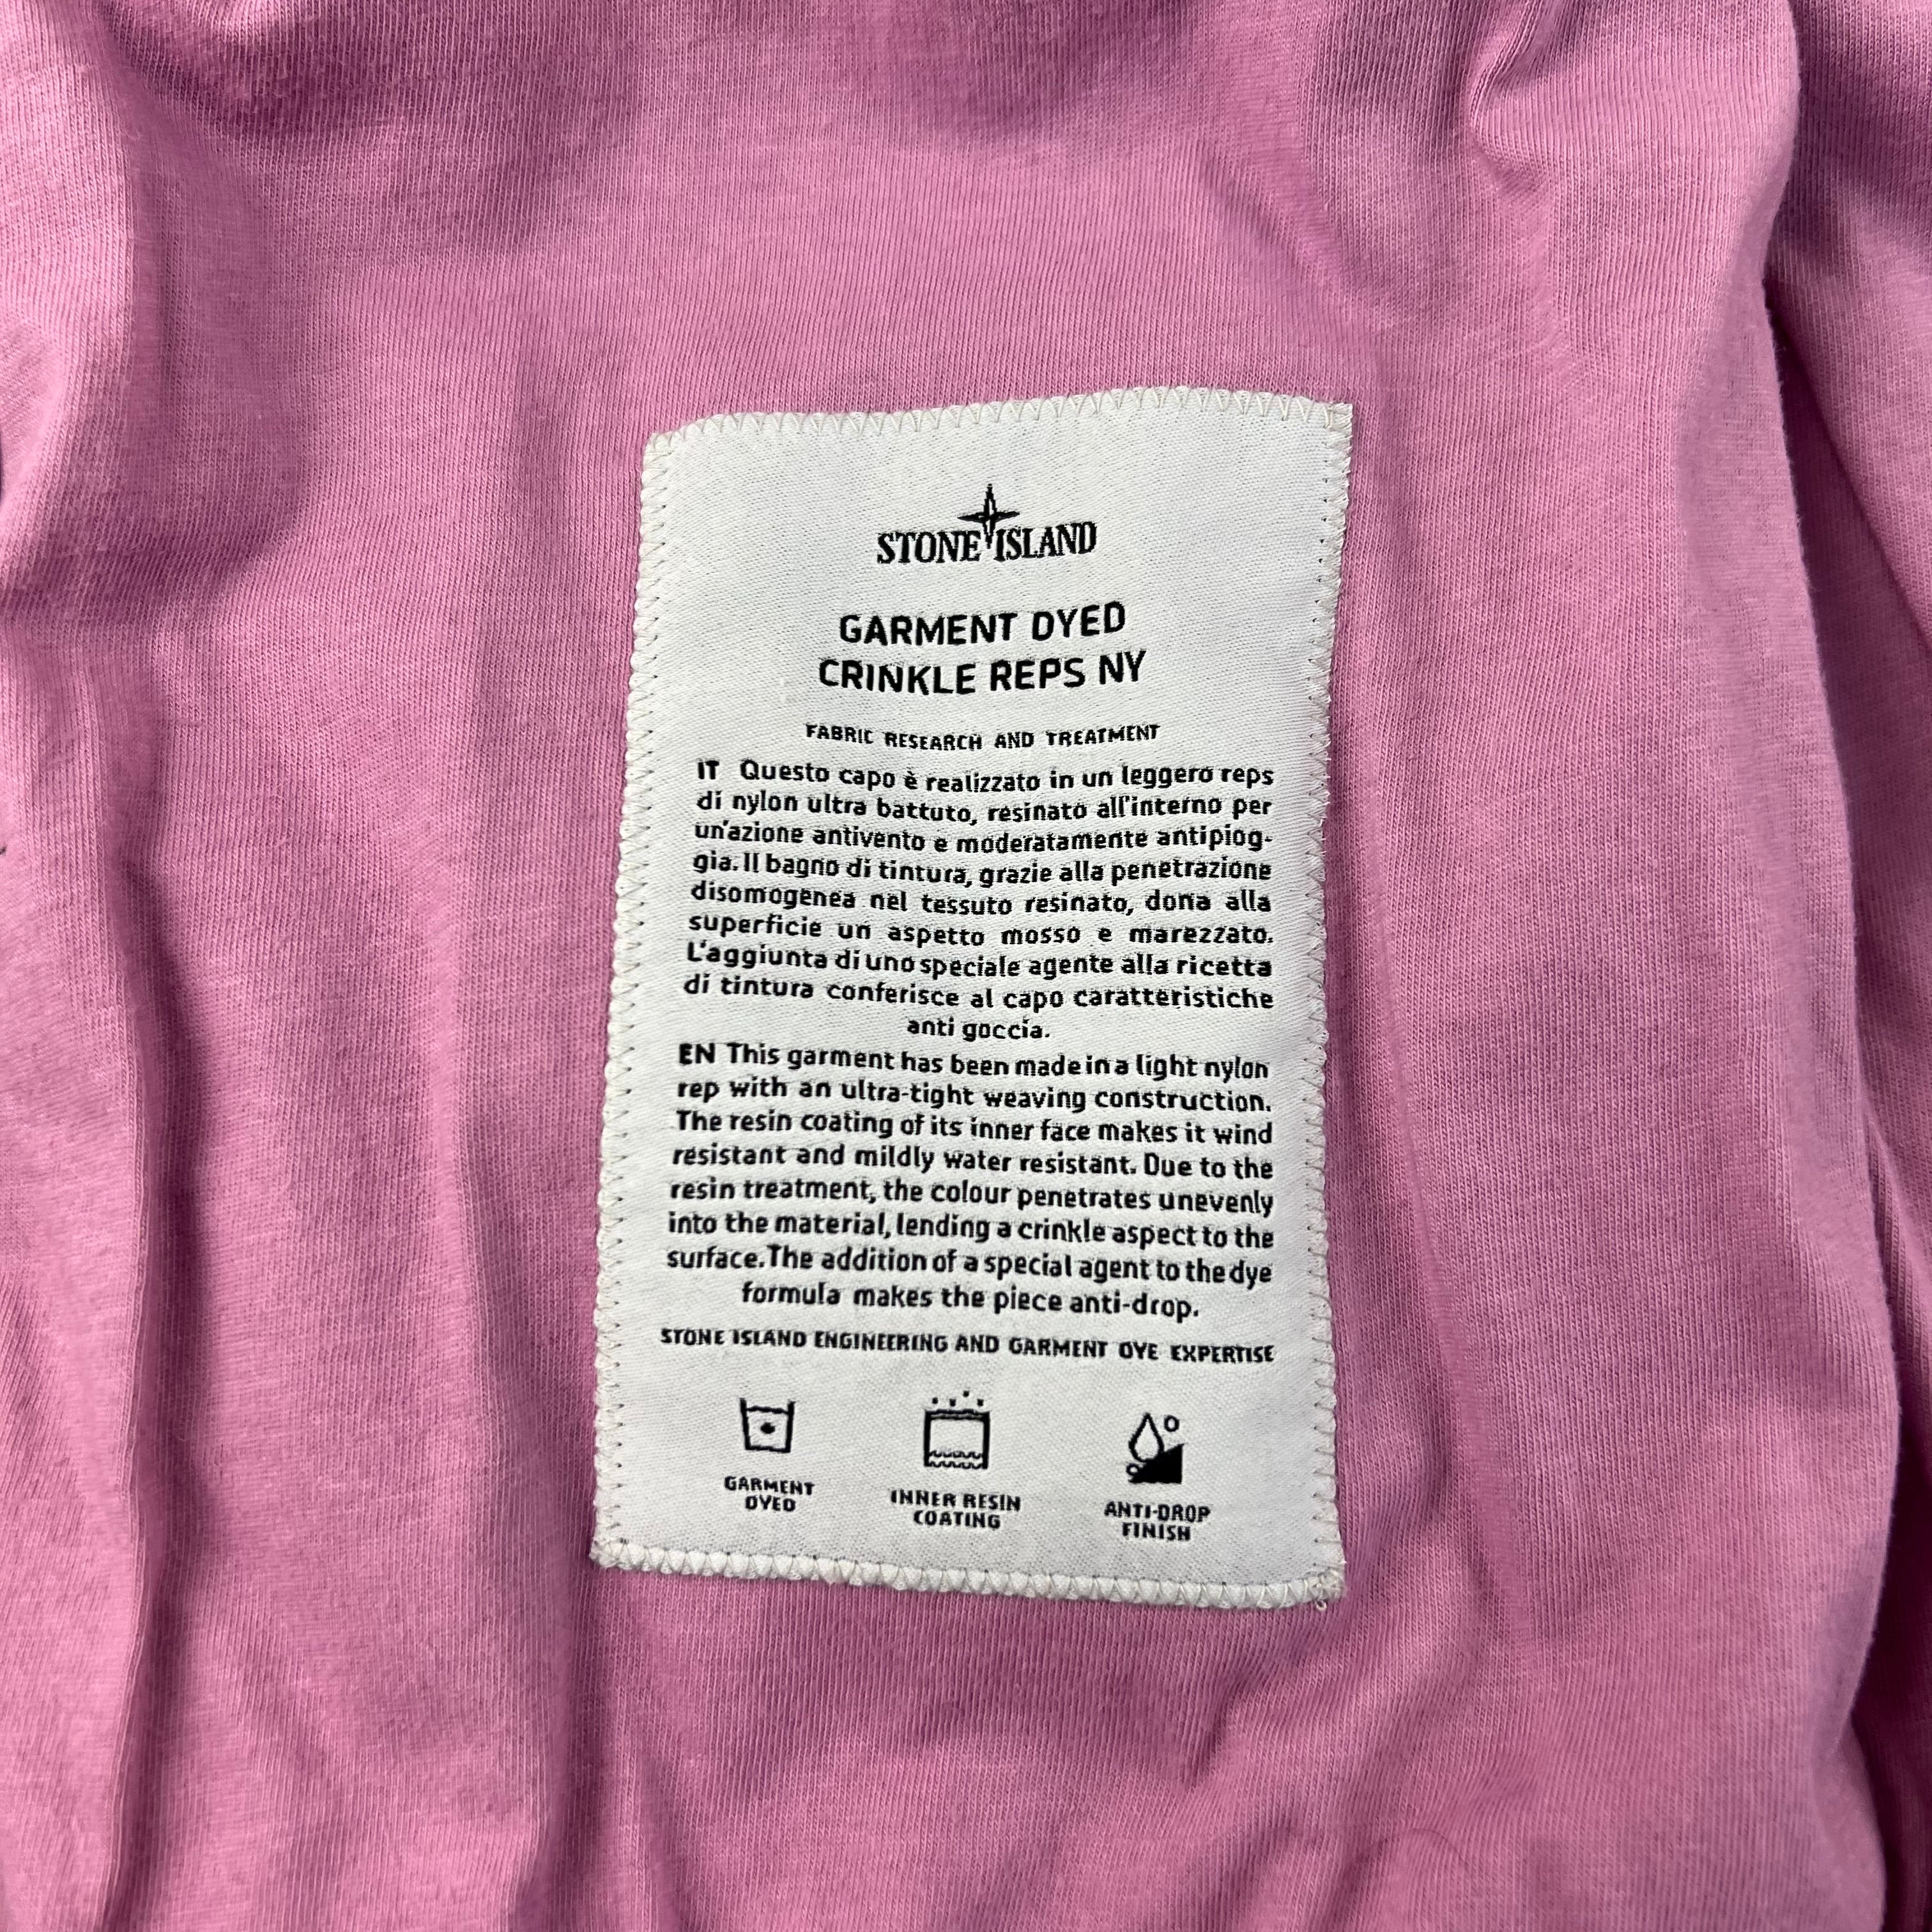 STONE ISLAND
GARMENT DYED
CRINKLE REPS NY
FABRIC RESEARCH AND TREATMENT
IT Questo capo è realizzato in un leggero reps
di nylon ultra battuto, resinato all'interno per
un'azione antivento e moderatamente antipiog-
gia. Il bagno di tintura, grazie alla penetrazione
disomogenea nel tessuto resinato, dona alla
superficie un aspetto mosso e marezzato.
L'aggiunta di uno speciale agente alla ricetta
di tintura conferisce al capo caratteristiche
anti goccia.
EN This garment has been made in a light nylon
rep with an ultra-tight weaving construction.
The resin coating of its inner face makes it wind
resistant and mildly water resistant. Due to the
resin treatment, the colour penetrates unevenly
into the material, lending a crinkle aspect to the
surface. The addition of a special agent to the dye
formula makes the piece anti-drop.
STONE ISLAND ENGINEERING AND GARMENT DYE EXPERTISE
GARMENT
DYED
INNER RESIN
COATING
ANTI-DROP
FINISH